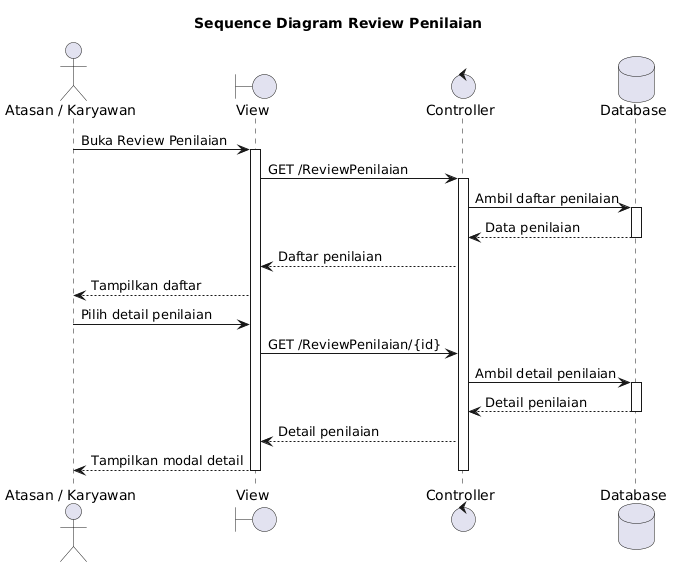 Sequence Diagram Review Penilaian
Atasan / Karyawan
View
Controller
Database
Buka Review Penilaian
GET /ReviewPenilaian
Ambil daftar penilaian
Data penilaian
Daftar penilaian
Tampilkan daftar
Pilih detail penilaian
GET /ReviewPenilaian/{id}
Ambil detail penilaian
Detail penilaian
Detail penilaian
Tampilkan modal detail
Atasan / Karyawan
View
Controller
Database